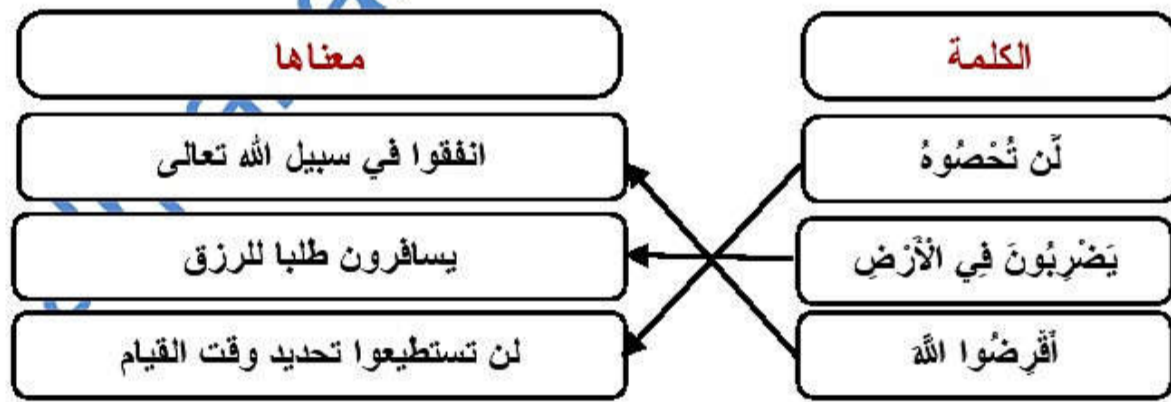 الكلمة
معناها
لَّن تُحْصُوهُ
انفقوا في سبيل الله تعالى
يَضْرِبُونَ فِي الْأَرْضِ
يسافرون طلبا للرزق
أَقْرِضُوا اللَّهَ
لن تستطيعوا تحديد وقت القيام